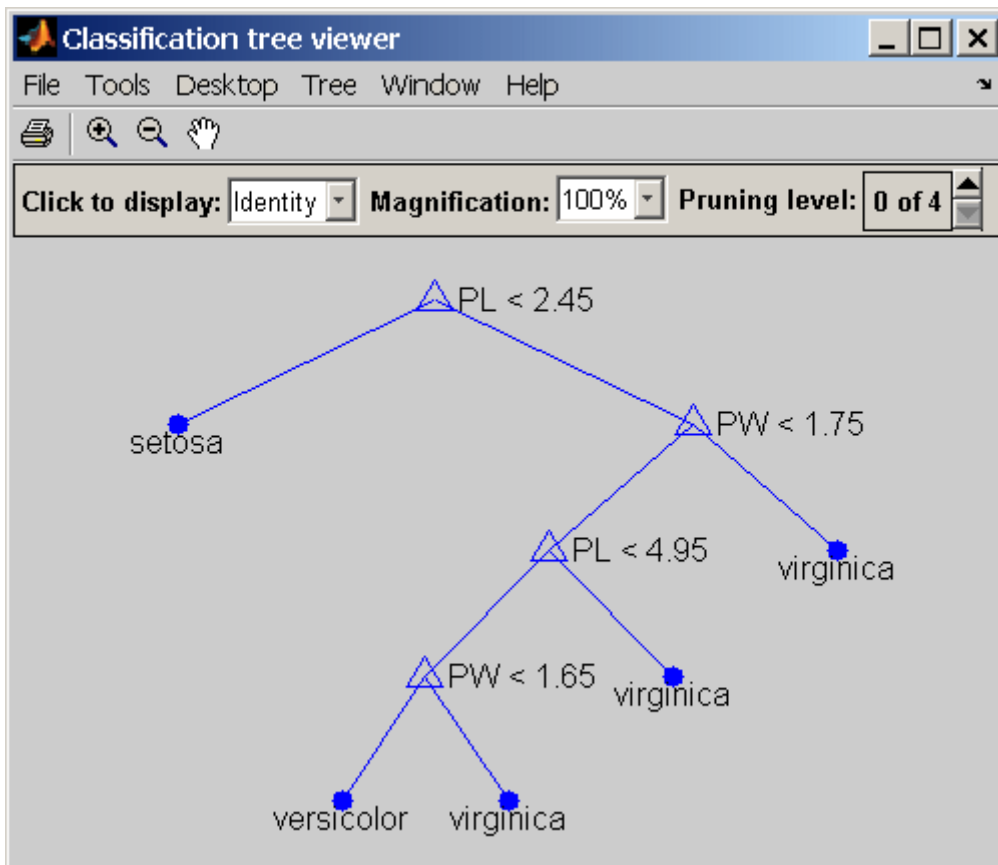 Classification tree viewer
File Tools Desktop Tree Window Help
Click to display: Identity Magnification: 100% Pruning level: 0 of 4
PL < 2.45
setosa
PW < 1.75
PL < 4.95
virginica
PW < 1.65
virginica
versicolor virginica